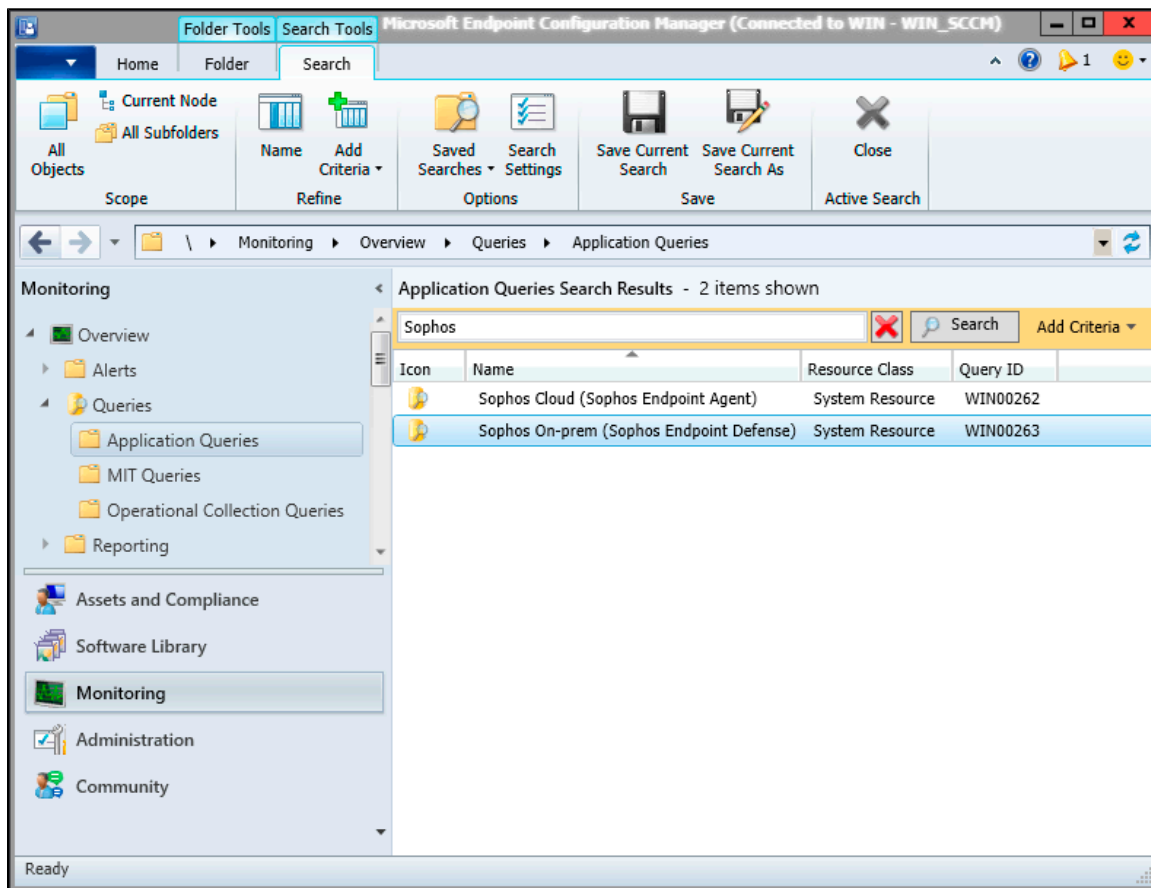 Folder Tools Search Tools Microsoft Endpoint Configuration Manager (Connected to WIN - WIN_SCCM)
Home Folder Search 1
All Objects
Current Node
All Subfolders
Scope
Name
Add Criteria
Refine
Saved Searches
Search Settings
Options
Save Current Search
Save Current Search As
Save
Close
Active Search
\ Monitoring Overview Queries Application Queries
Monitoring
Overview
Alerts
Queries
Application Queries
MIT Queries
Operational Collection Queries
Reporting
Assets and Compliance
Software Library
Monitoring
Administration
Community
Application Queries Search Results - 2 items shown
Sophos Search Add Criteria
Icon Name Resource Class Query ID
Sophos Cloud (Sophos Endpoint Agent) System Resource WIN00262
Sophos On-prem (Sophos Endpoint Defense) System Resource WIN00263
Ready